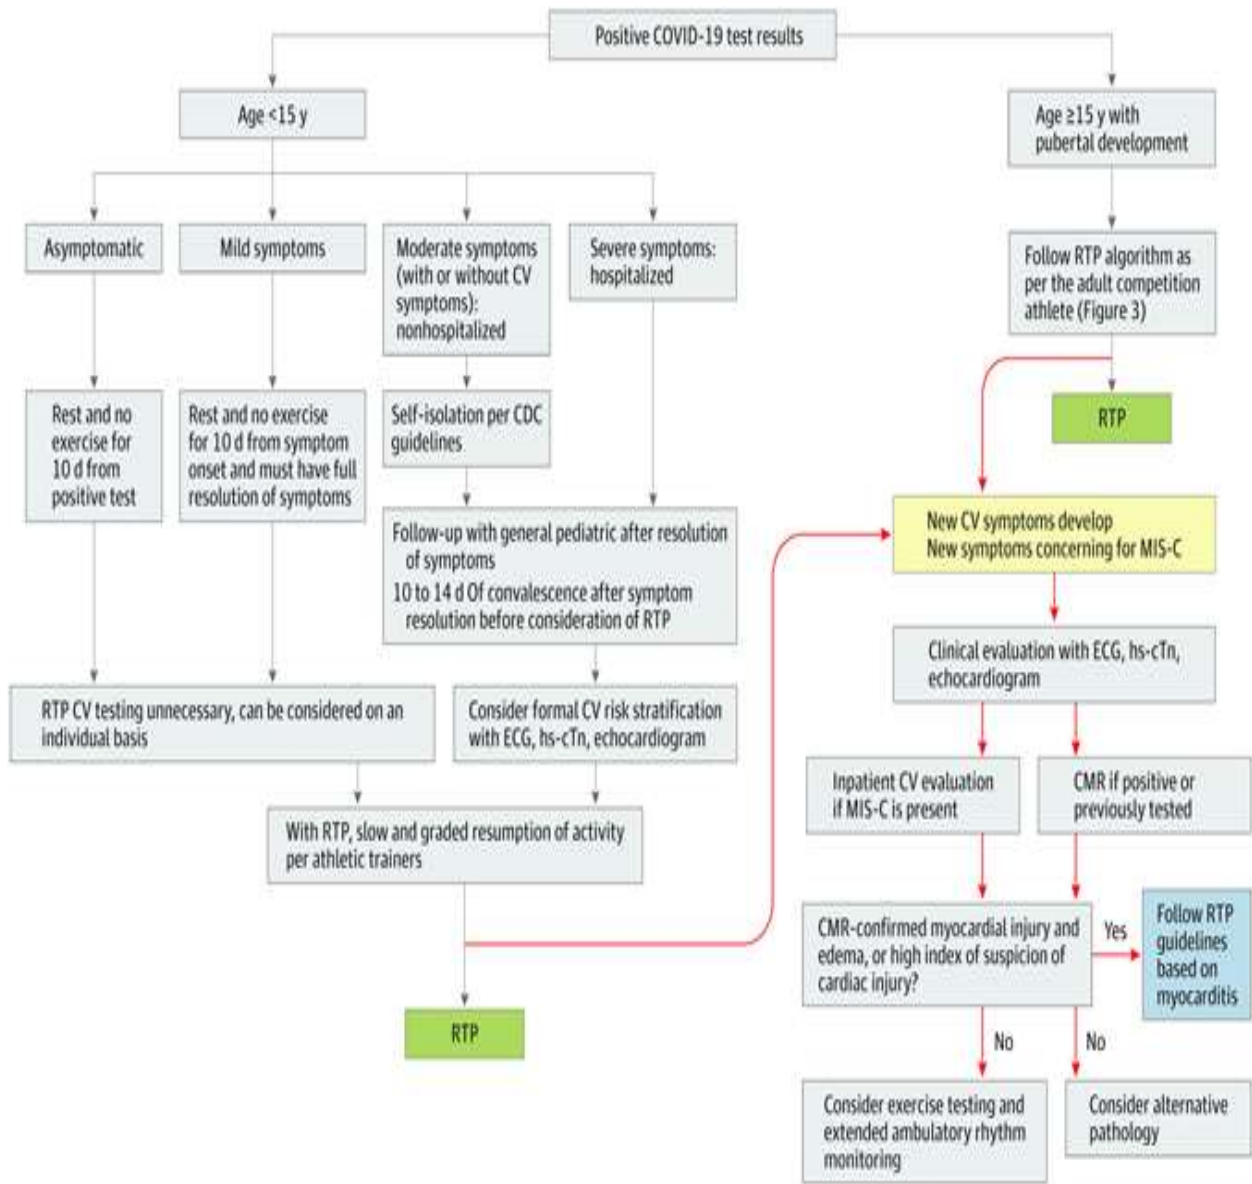 Positive COVID-19 test results
Age <15 y
Age ≥15 y with
pubertal development
Asymptomatic
Mild symptoms
Moderate symptoms
(with or without CV
symptoms):
nonhospitalized
Severe symptoms:
hospitalized
Follow RTP algorithm as
per the adult competition
athlete (Figure 3)
Rest and no
exercise for
10 d from
positive test
Rest and no exercise
for 10 d from symptom
onset and must have full
resolution of symptoms
Self-isolation per CDC
guidelines
RTP
Follow-up with general pediatric after resolution
of symptoms
10 to 14 d Of convalescence after symptom
resolution before consideration of RTP
New CV symptoms develop
New symptoms concerning for MIS-C
Clinical evaluation with ECG, hs-cTn,
echocardiogram
RTP CV testing unnecessary, can be considered on an
individual basis
Consider formal CV risk stratification
with ECG, hs-cTn, echocardiogram
Inpatient CV evaluation
if MIS-C is present
CMR if positive or
previously tested
With RTP, slow and graded resumption of activity
per athletic trainers
CMR-confirmed myocardial injury and
edema, or high index of suspicion of
cardiac injury?
Yes
Follow RTP
guidelines
based on
myocarditis
RTP
No
No
Consider exercise testing and
extended ambulatory rhythm
monitoring
Consider alternative
pathology